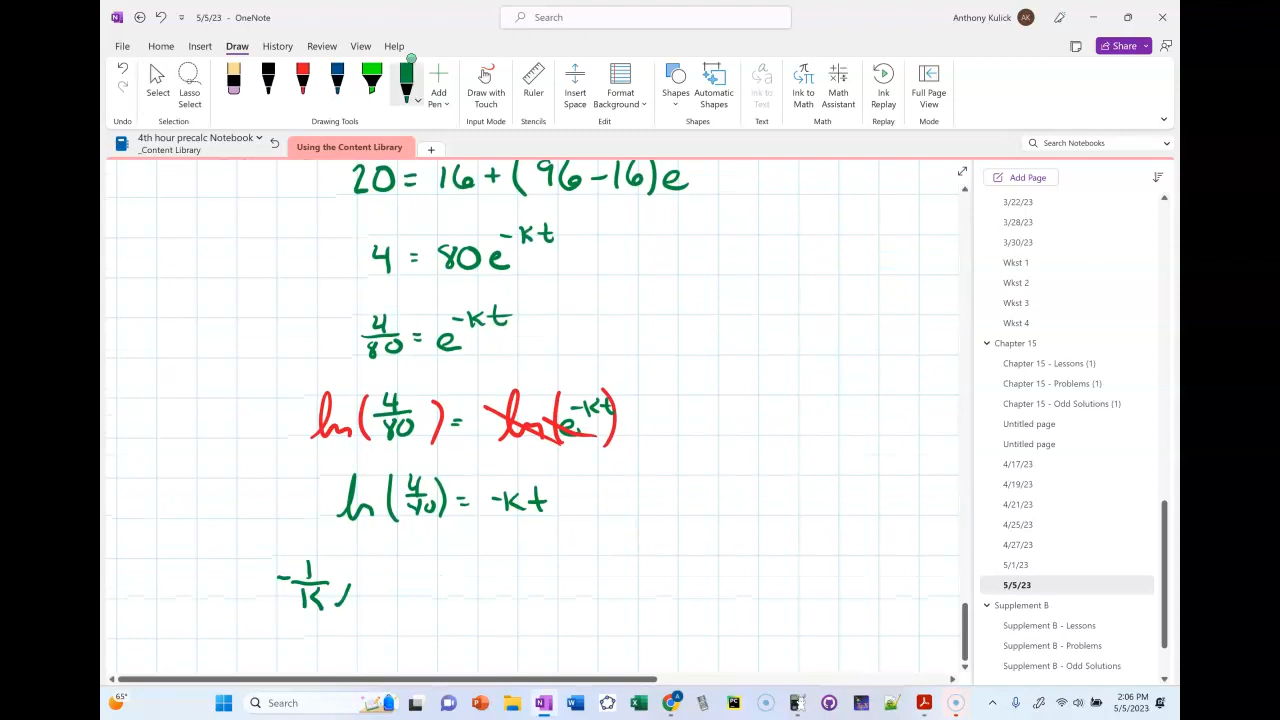 5/5/23 - OneNote
Search
Anthony Kulick AK
File Home Insert Draw History Review View Help
Share
Undo
Select
Lasso Select
Add Pen
Draw with Touch
Ruler
Insert Space
Format Background
Shapes
Automatic Shapes
Ink to Text
Ink to Math
Math Assistant
Ink Replay
Full Page View
Undo Selection Drawing Tools Input Mode Stencils Edit Shapes Text Math Replay Mode
4th hour precalc Notebook
_Content Library
Using the Content Library
Search Notebooks
20 = 16 + (96 - 16)e
4 = 80e^-kt
4/80 = e^-kt
ln(4/80) = ln(e^-kt)
ln(4/80) = -kt
-1/k
Add Page
3/22/23
3/28/23
3/30/23
Wkst 1
Wkst 2
Wkst 3
Wkst 4
Chapter 15
Chapter 15 - Lessons (1)
Chapter 15 - Problems (1)
Chapter 15 - Odd Solutions (1)
Untitled page
Untitled page
4/17/23
4/19/23
4/21/23
4/25/23
4/27/23
5/1/23
5/5/23
Supplement B
Supplement B - Lessons
Supplement B - Problems
Supplement B - Odd Solutions
65°
Search
2:06 PM
5/5/2023